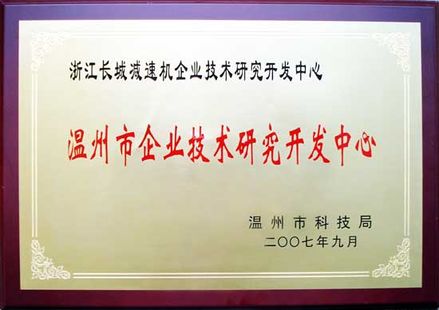 浙江长城减速机企业技术研究开发中心
温州市企业技术研究开发中心
温州市科技局
二〇〇七年九月